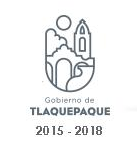 Gobierno de
TLAQUEPAQUE
2015 - 2018